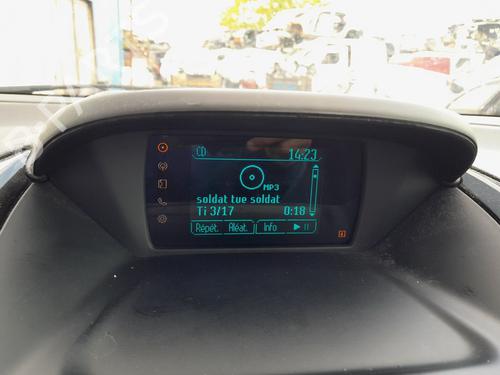 CD 14:23
MP3
soldat tue soldat
Ti 3/17 0:18
Répét. Aléat. Info